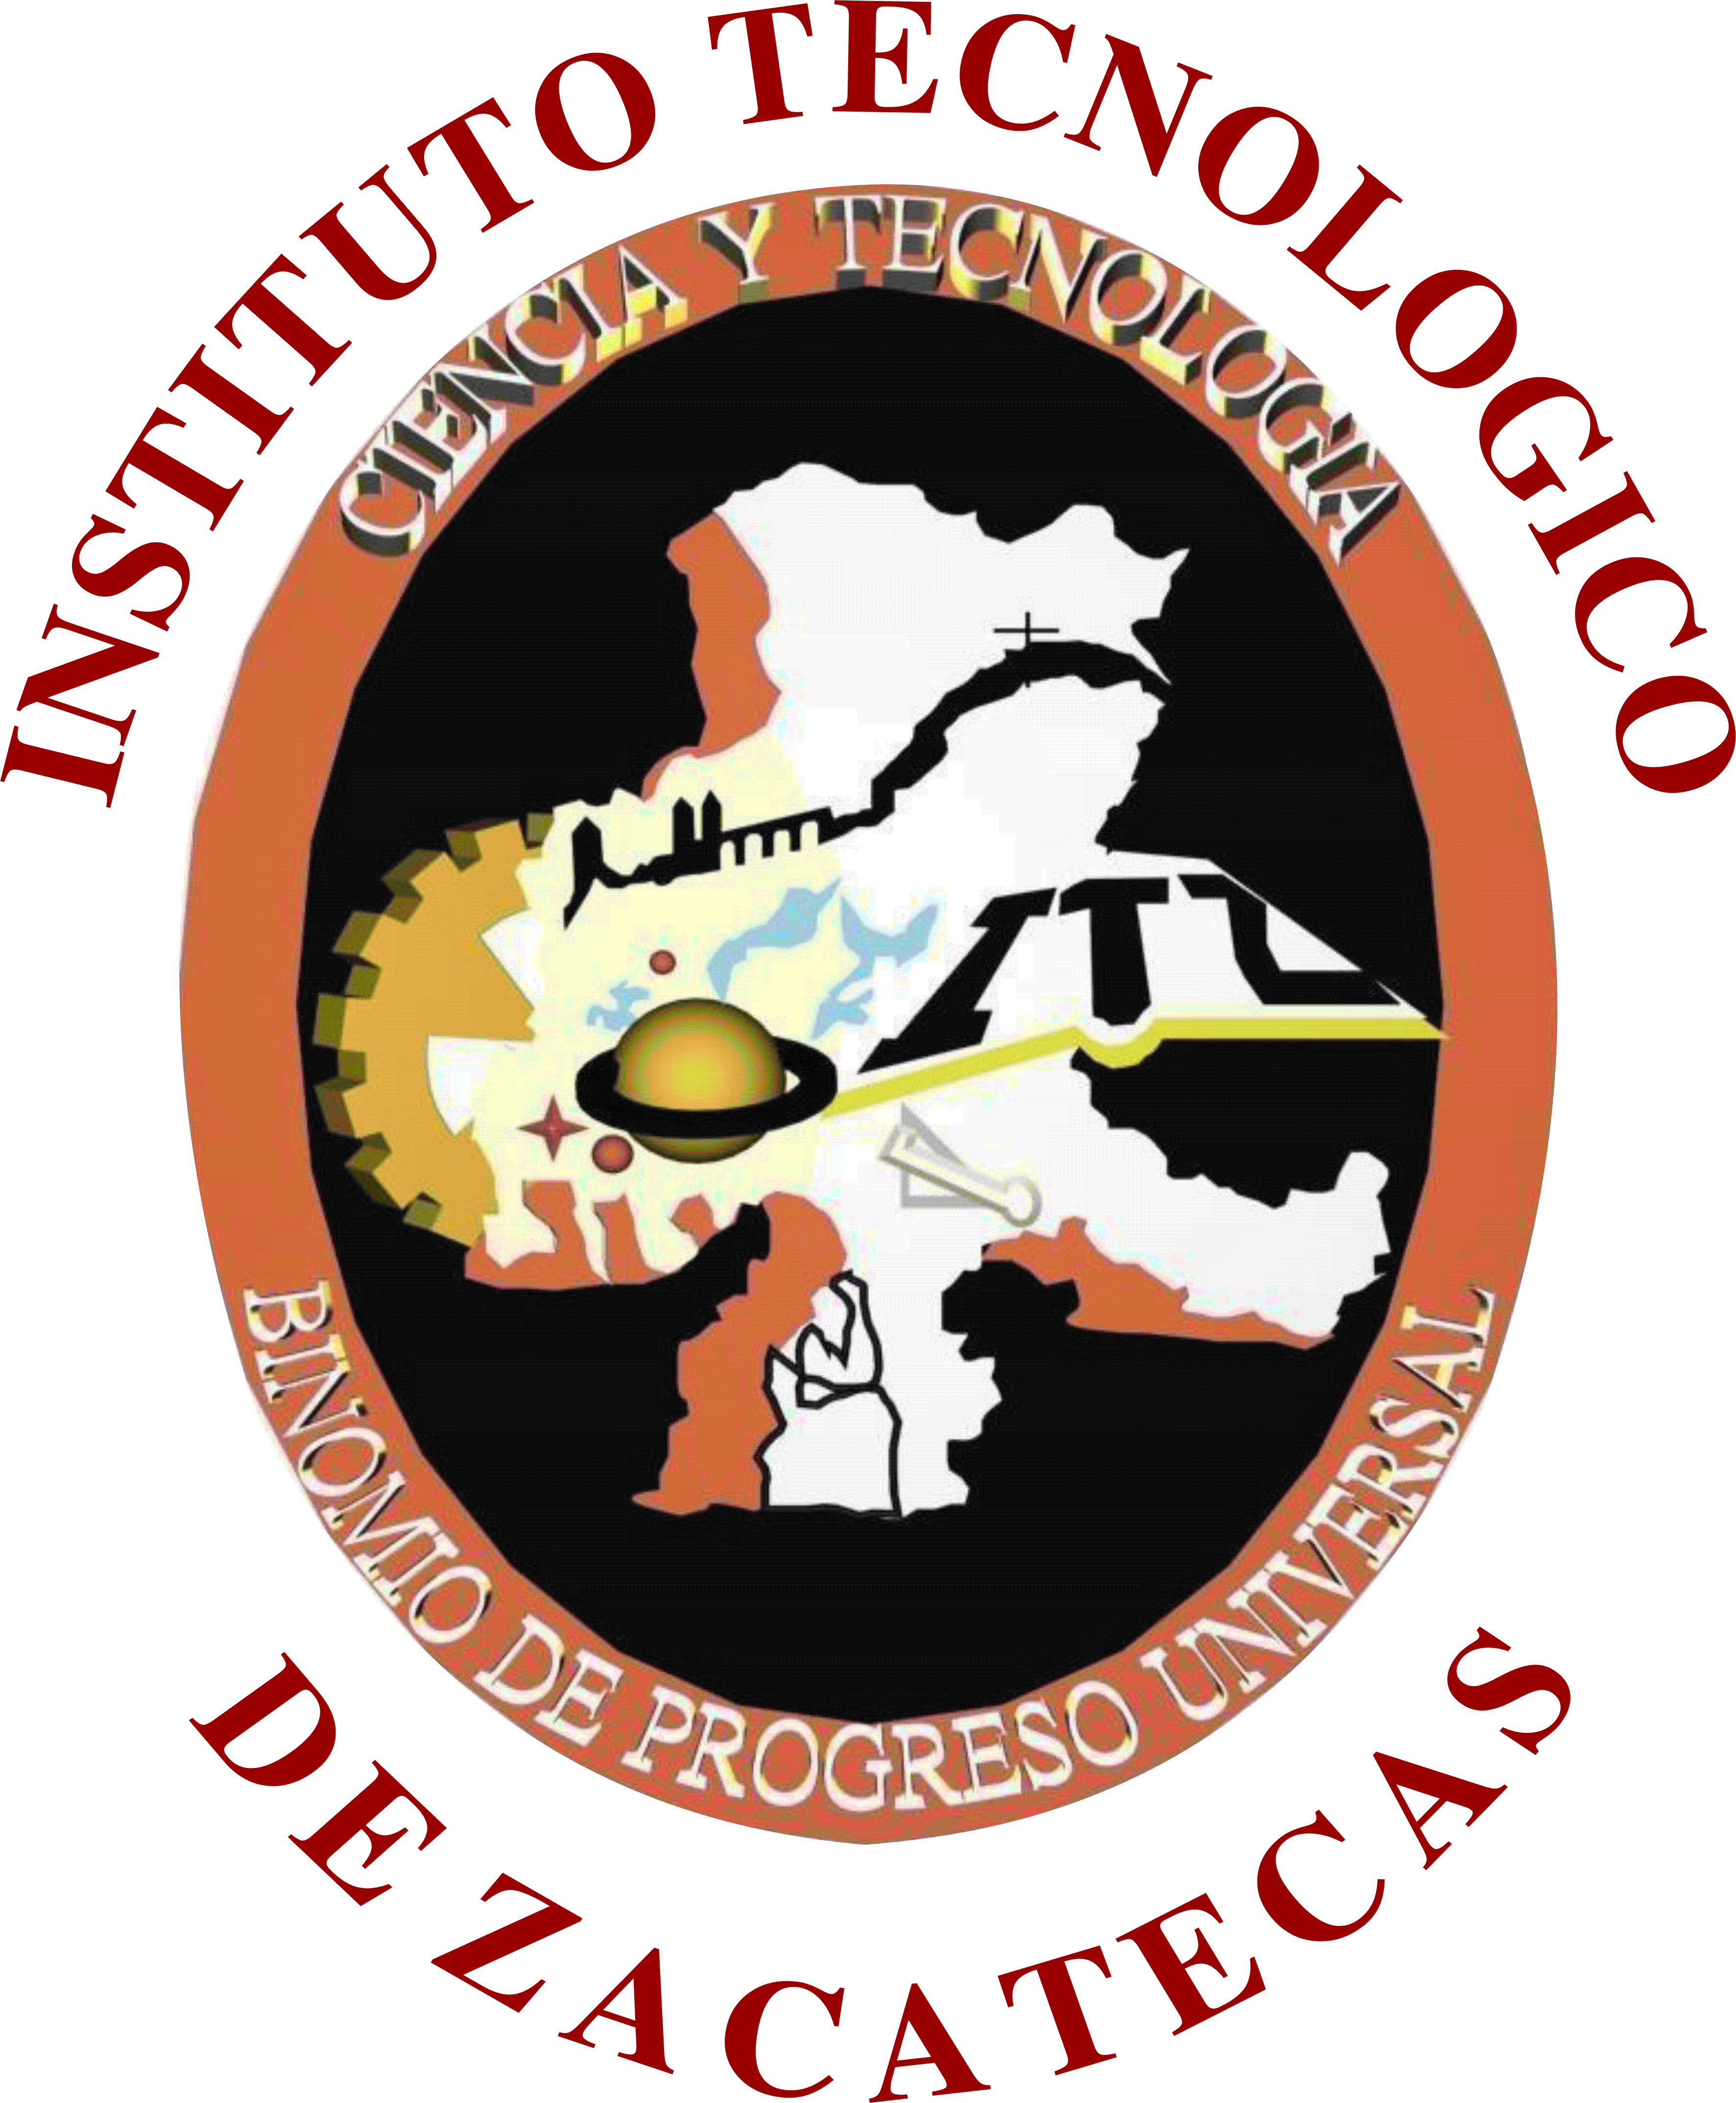 INSTITUTO TECNOLOGICO
CIENCIA Y TECNOLOGIA
ITZ
BINOMIO DE PROGRESO UNIVERSAL
DE ZACATECAS